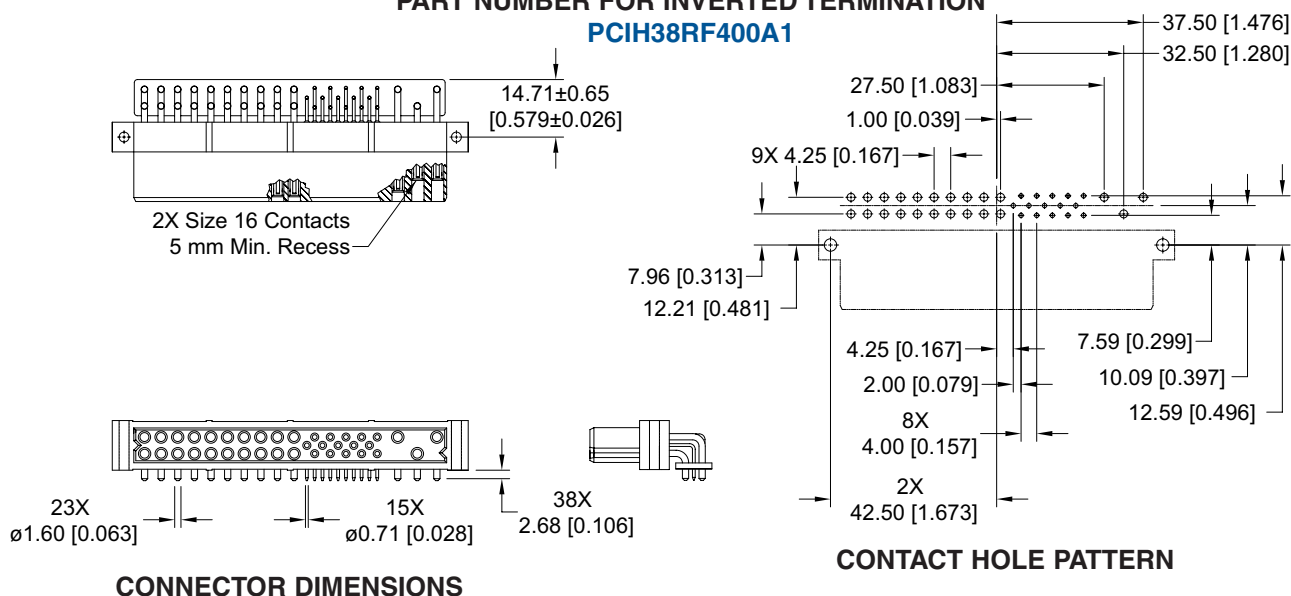 PART NUMBER FOR INVERTED TERMINATION
PCIH38RF400A1
14.71±0.65
[0.579±0.026]
2X Size 16 Contacts
5 mm Min. Recess
37.50 [1.476]
32.50 [1.280]
27.50 [1.083]
1.00 [0.039]
9X 4.25 [0.167]
7.96 [0.313]
12.21 [0.481]
4.25 [0.167]
2.00 [0.079]
8X
4.00 [0.157]
2X
42.50 [1.673]
7.59 [0.299]
10.09 [0.397]
12.59 [0.496]
23X
ø1.60 [0.063]
15X
ø0.71 [0.028]
38X
2.68 [0.106]
CONNECTOR DIMENSIONS
CONTACT HOLE PATTERN